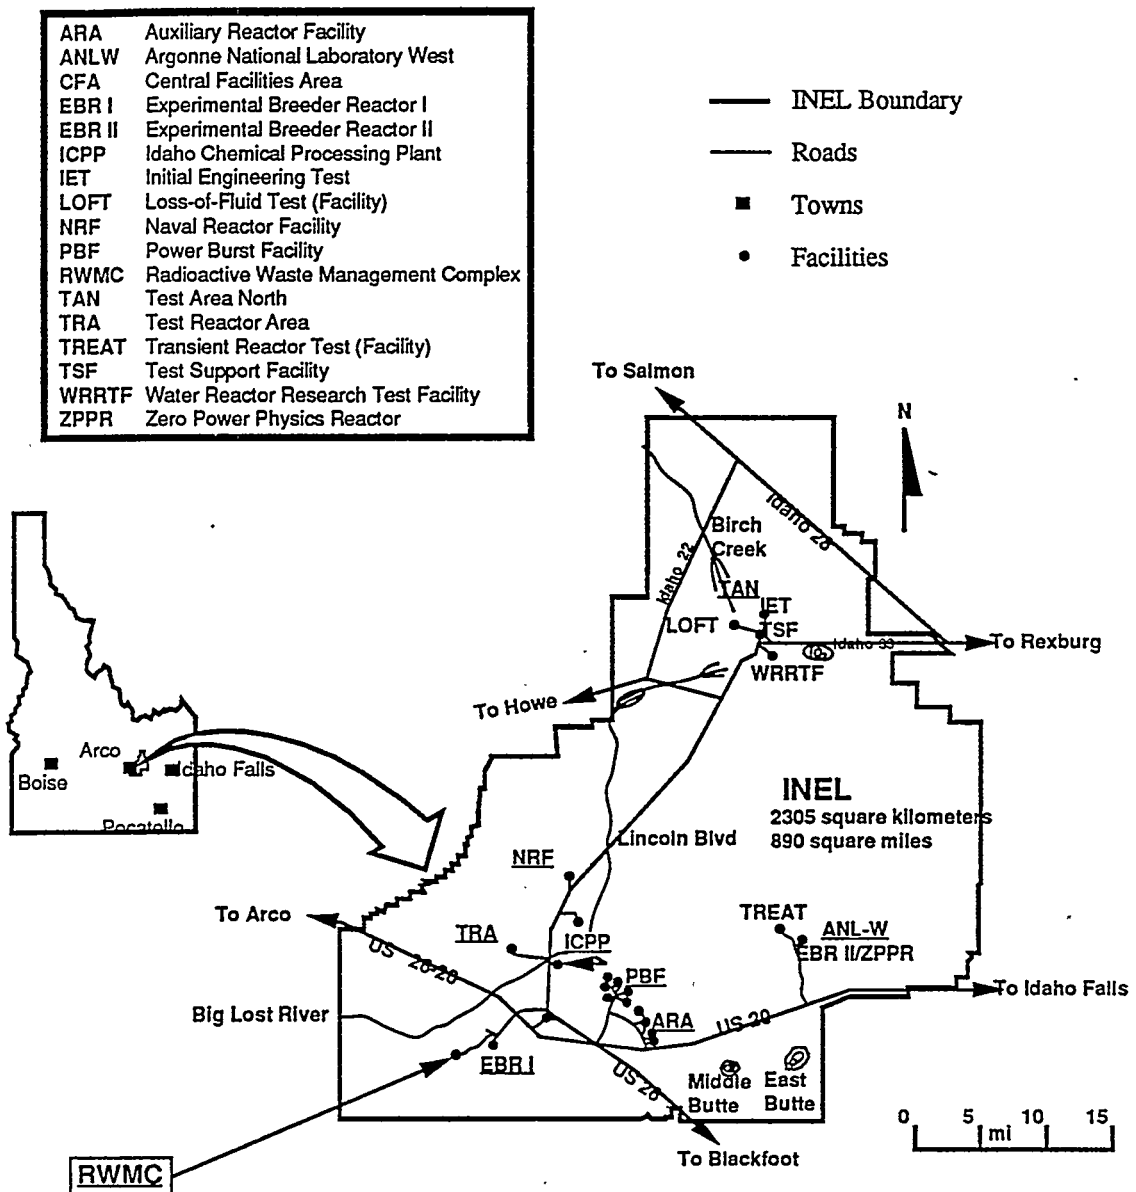 ARA Auxiliary Reactor Facility
ANLW Argonne National Laboratory West
CFA Central Facilities Area
EBR I Experimental Breeder Reactor I
EBR II Experimental Breeder Reactor II
ICPP Idaho Chemical Processing Plant
IET Initial Engineering Test
LOFT Loss-of-Fluid Test (Facility)
NRF Naval Reactor Facility
PBF Power Burst Facility
RWMC Radioactive Waste Management Complex
TAN Test Area North
TRA Test Reactor Area
TREAT Transient Reactor Test (Facility)
TSF Test Support Facility
WRRTF Water Reactor Research Test Facility
ZPPR Zero Power Physics Reactor
INEL Boundary
Roads
Towns
Facilities
To Salmon
N
Idaho 28
Birch
Creek
Idaho 22
TAN
IET
LOFT
TSF
Idaho 33
To Rexburg
WRRTF
To Howe
Arco
Boise
Idaho Falls
Pocatello
INEL
2305 square kilometers
890 square miles
Lincoln Blvd
NRF
To Arco
US 20-26
TRA
ICPP
TREAT
ANL-W
EBR II/ZPPR
PBF
To Idaho Falls
Big Lost River
ARA
US 20
EBR I
US 26
Middle
Butte
East
Butte
0 5 10 15
mi
To Blackfoot
RWMC